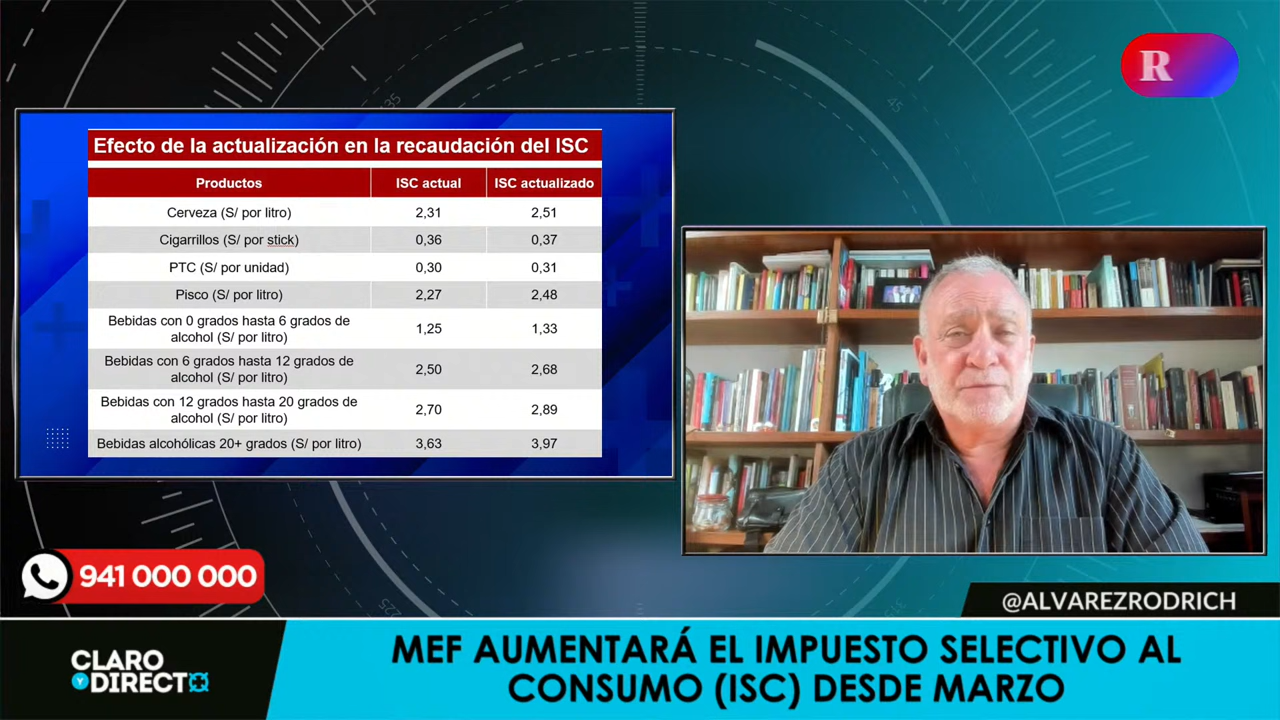 R
Efecto de la actualización en la recaudación del ISC
Productos ISC actual ISC actualizado
Cerveza (S/ por litro) 2,31 2,51
Cigarrillos (S/ por stick) 0,36 0,37
PTC (S/ por unidad) 0,30 0,31
Pisco (S/ por litro) 2,27 2,48
Bebidas con 0 grados hasta 6 grados de
alcohol (S/ por litro) 1,25 1,33
Bebidas con 6 grados hasta 12 grados de
alcohol (S/ por litro) 2,50 2,68
Bebidas con 12 grados hasta 20 grados de
alcohol (S/ por litro) 2,70 2,89
Bebidas alcohólicas 20+ grados (S/ por litro) 3,63 3,97
941 000 000
@ALVAREZRODRICH
CLARO
Y DIRECTO
MEF AUMENTARÁ EL IMPUESTO SELECTIVO AL
CONSUMO (ISC) DESDE MARZO